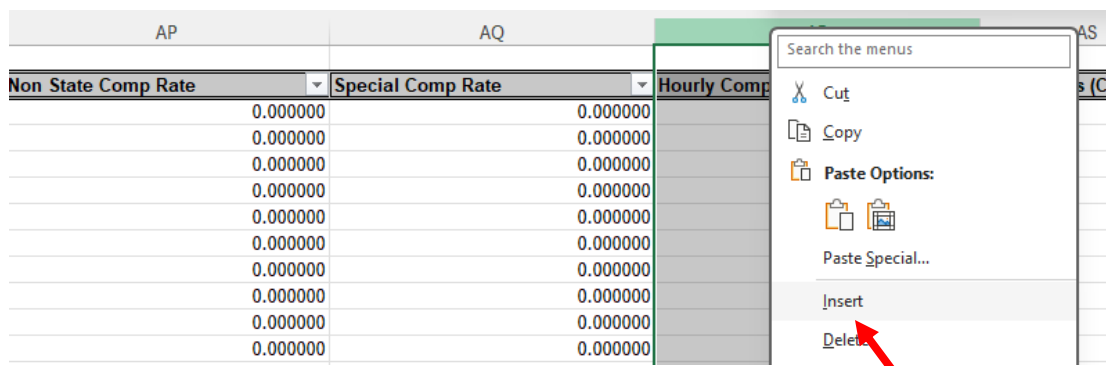 AP AQ AS
Search the menus
Non State Comp Rate Special Comp Rate Hourly Comp s (C
Cut
0.000000 0.000000
Copy
0.000000 0.000000
Paste Options:
0.000000 0.000000
0.000000 0.000000
0.000000 0.000000
Paste Special...
0.000000 0.000000
0.000000 0.000000
Insert
0.000000 0.000000
0.000000 0.000000
Delete
0.000000 0.000000